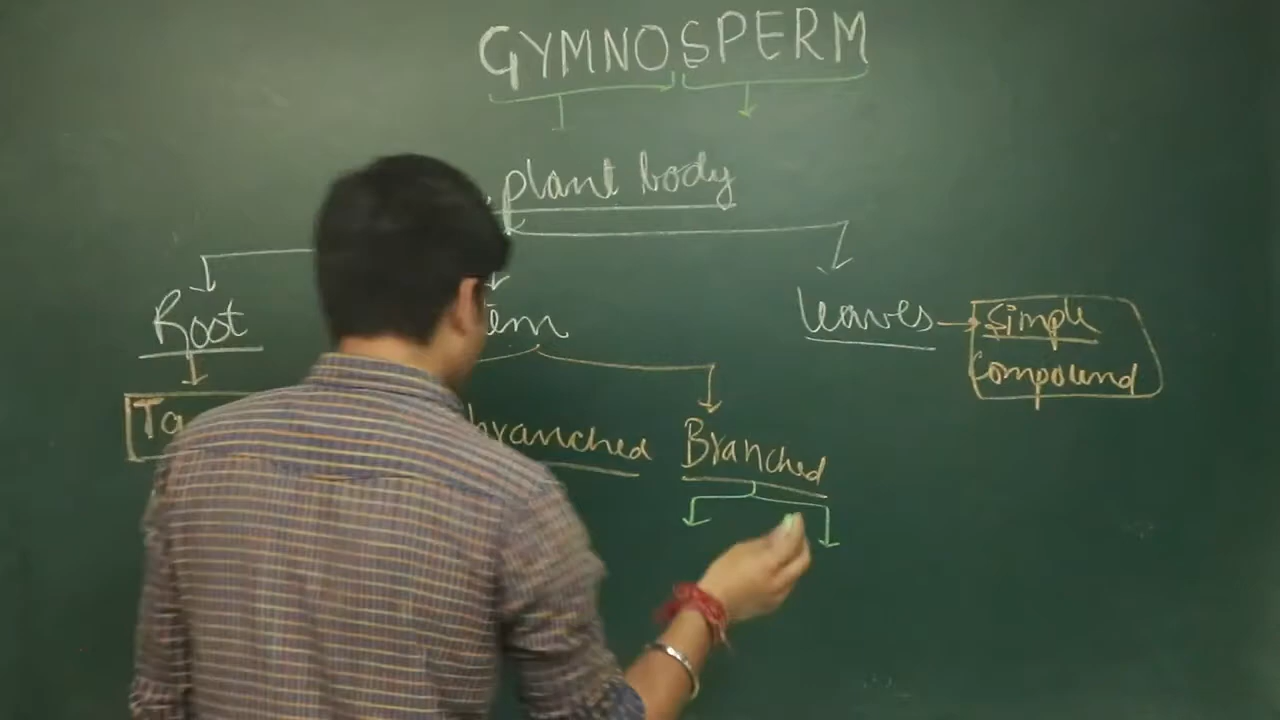 GYMNOSPERM
plant body
Root
leaves
Simple
Compound
Branched